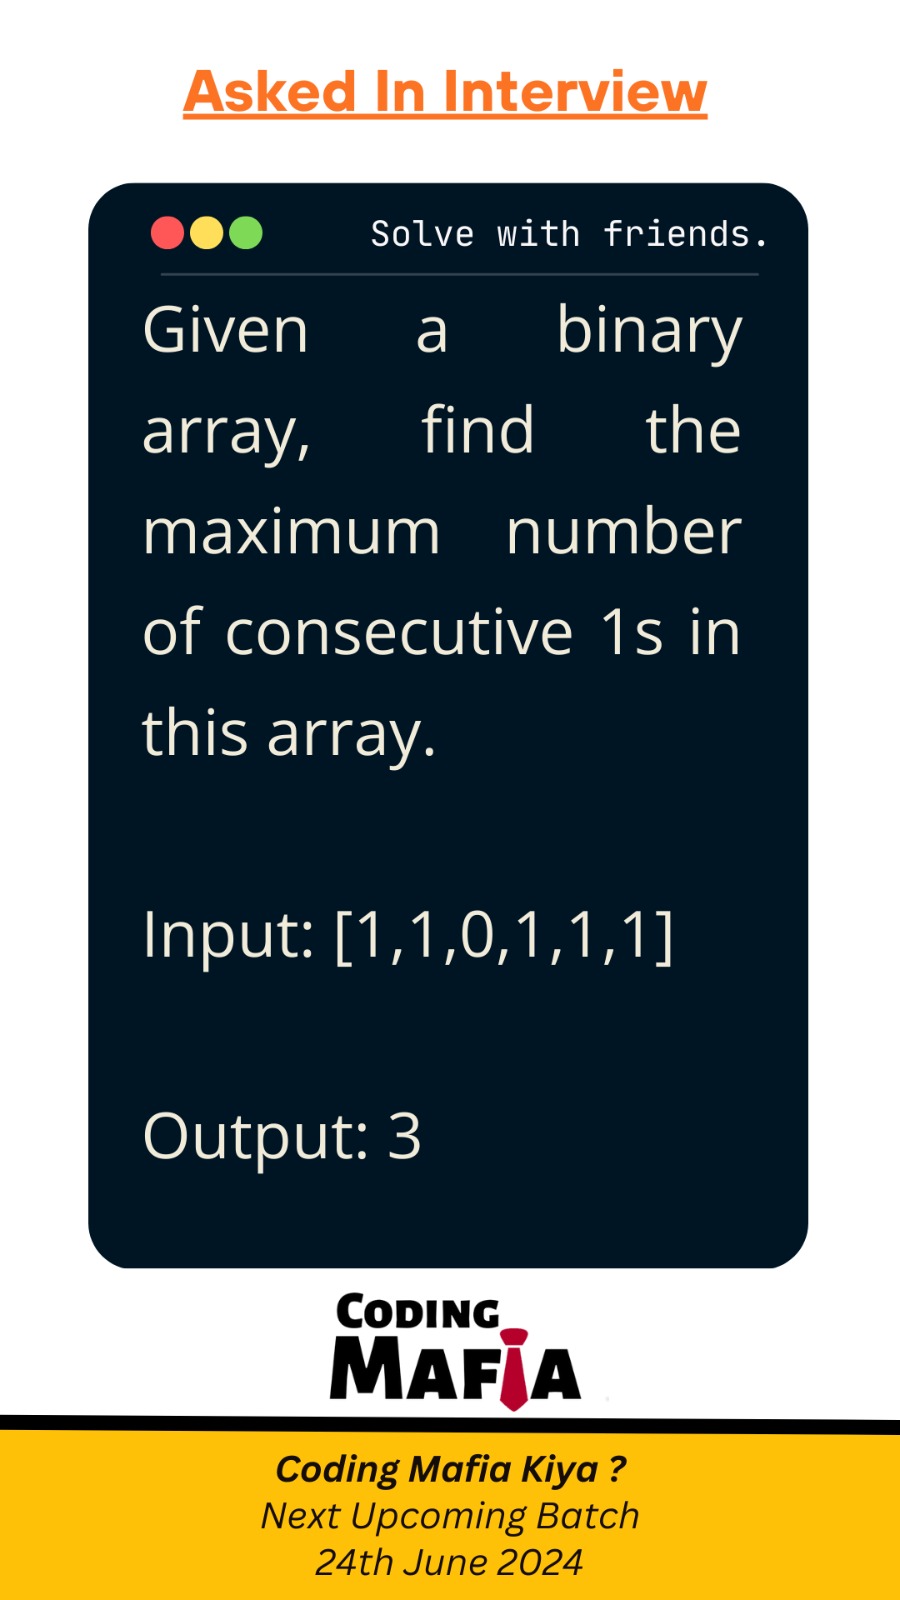 Asked In Interview
Solve with friends.
Given a binary
array, find the
maximum number
of consecutive 1s in
this array.
Input: [1,1,0,1,1,1]
Output: 3
CODING
MAFIA
Coding Mafia Kiya ?
Next Upcoming Batch
24th June 2024